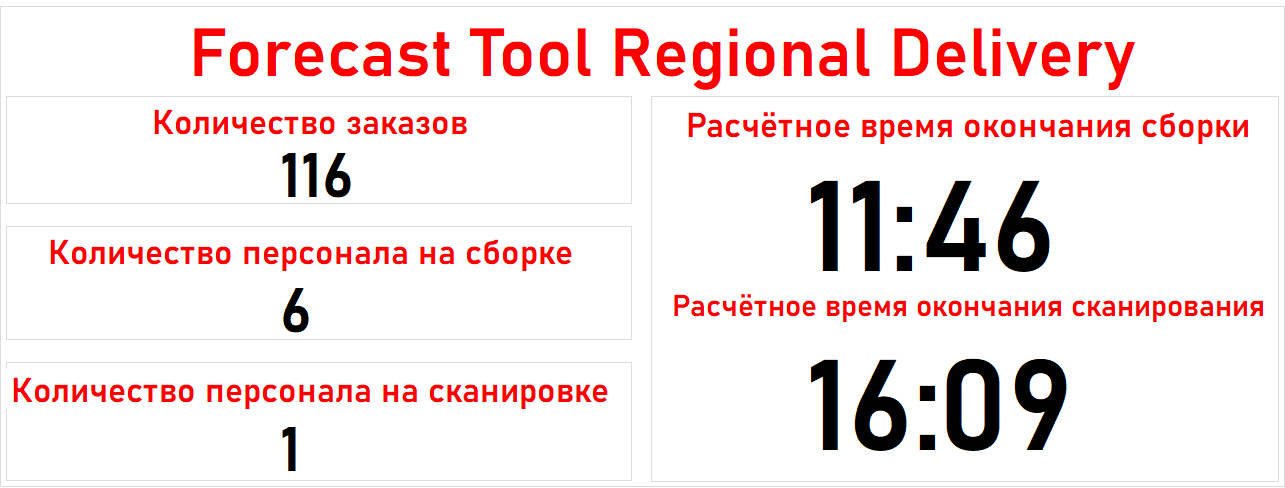 Forecast Tool Regional Delivery
Количество заказов
116
Количество персонала на сборке
6
Количество персонала на сканировке
1
Расчётное время окончания сборки
11:46
Расчётное время окончания сканирования
16:09